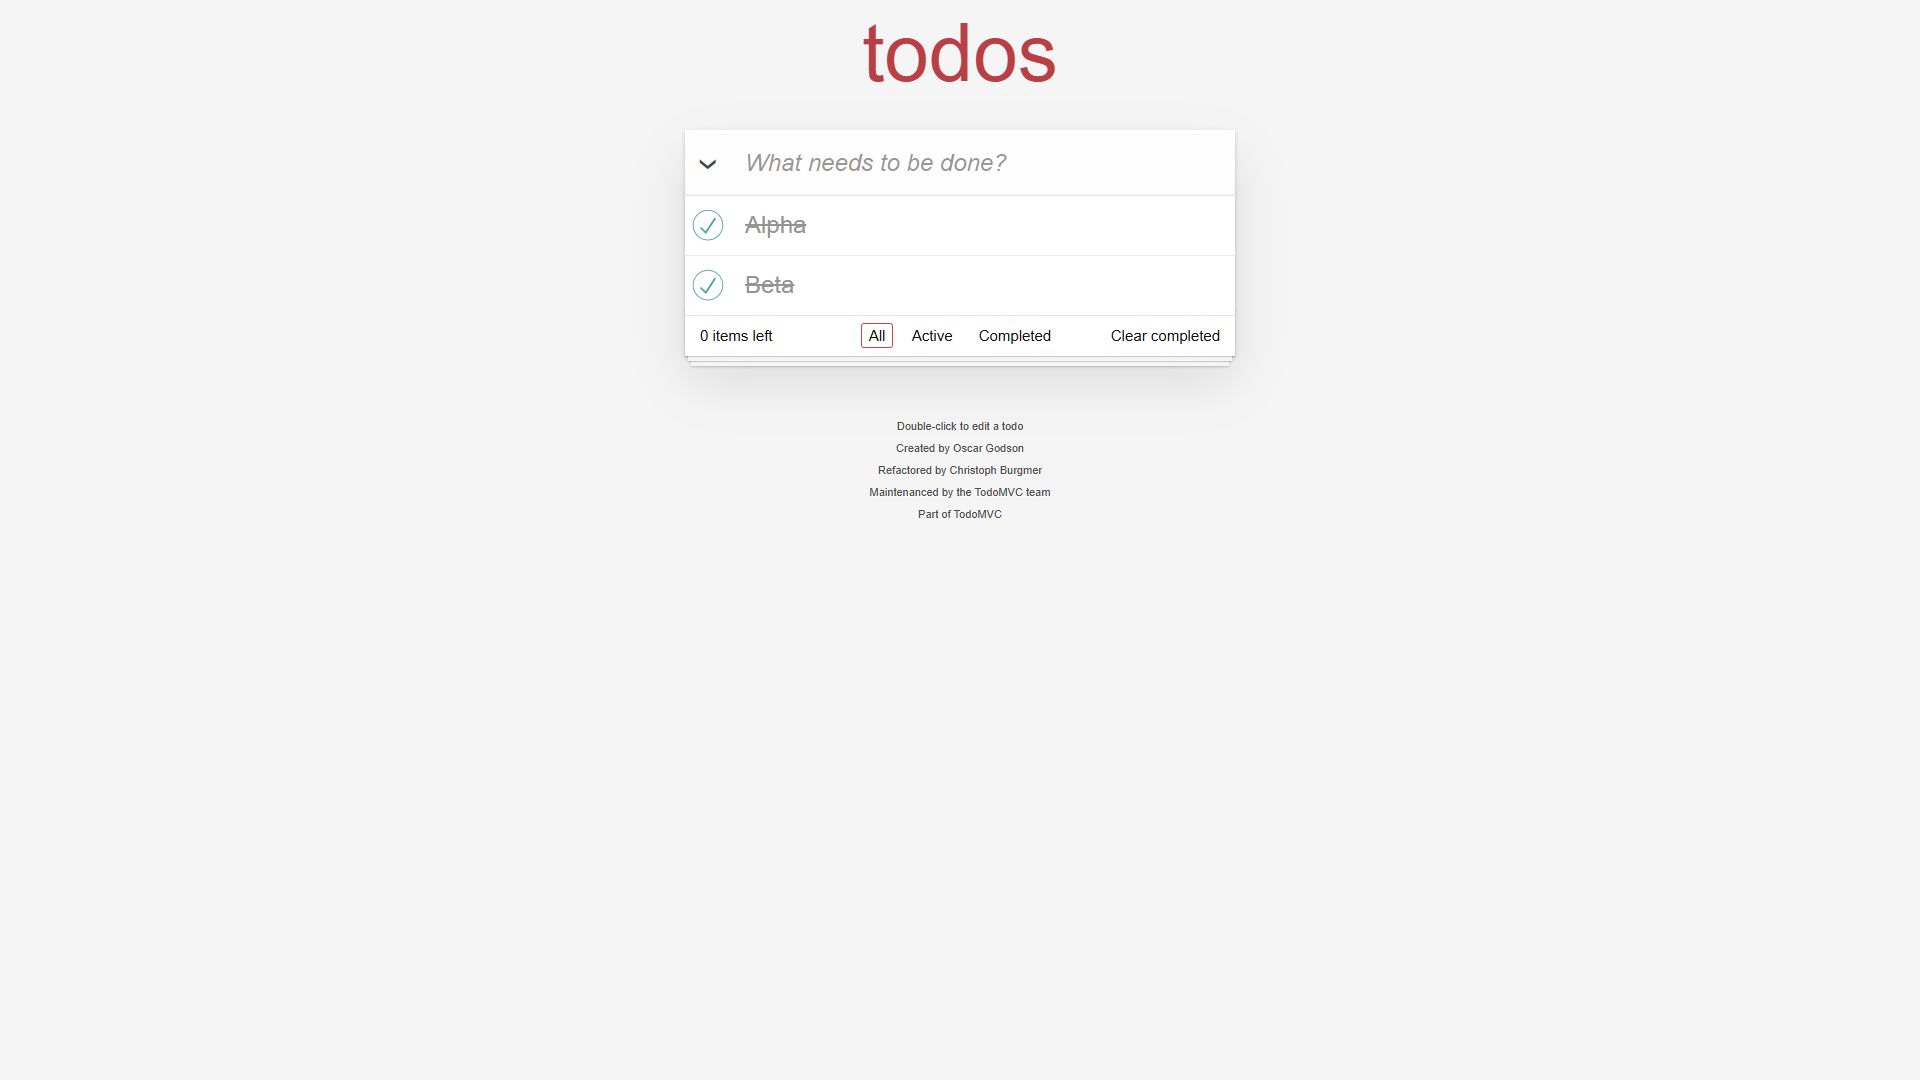 todos
What needs to be done?
Alpha
Beta
0 items left All Active Completed Clear completed
Double-click to edit a todo
Created by Oscar Godson
Refactored by Christoph Burgmer
Maintenanced by the TodoMVC team
Part of TodoMVC